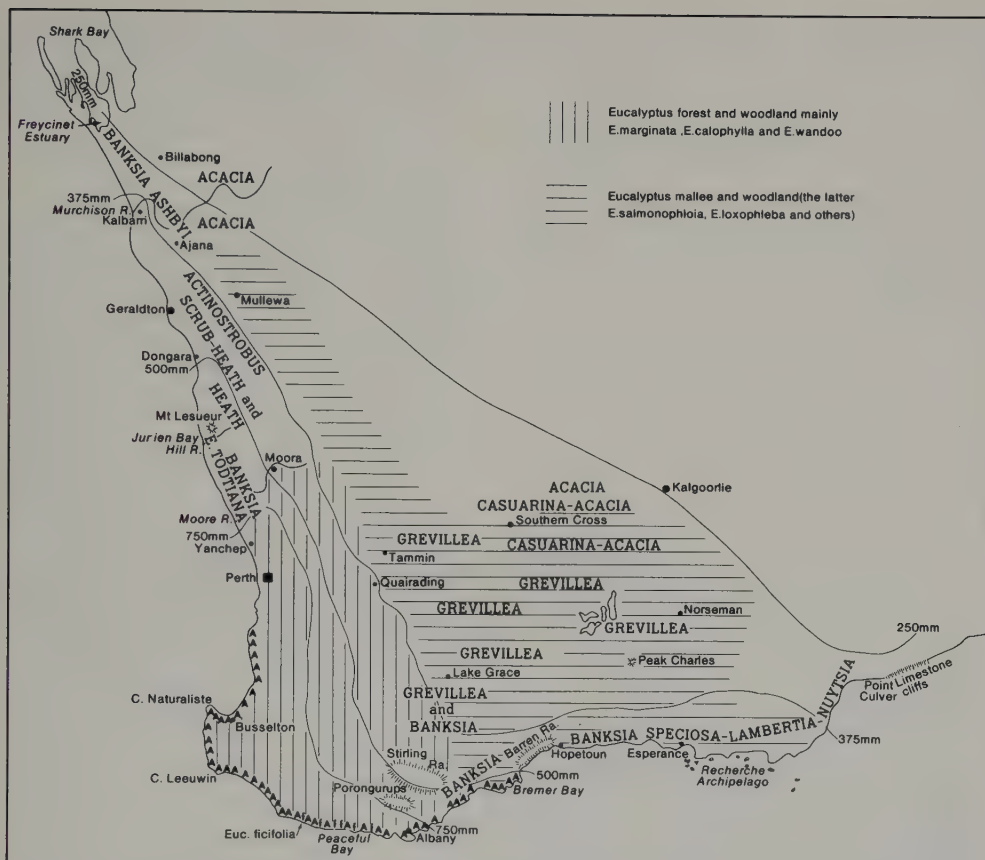 Shark Bay
250mm
Freycinet
Estuary
BANKSIA ASHBYI
Billabong
ACACIA
375mm
Murchison R.
Kalbarri
ACACIA
Ajana
Eucalyptus forest and woodland mainly
E.marginata ,E.calophylla and E.wandoo
Eucalyptus mallee and woodland(the latter
E.salmonophloia, E.loxophleba and others)
Mullewa
Geraldton
ACTINOSTROBUS
SCRUB-HEATH and
HEATH
Dongara
500mm
Mt Lesueur
Jurien Bay
Hill R.
E. TODTIANA
BANKSIA
Moora
Moore R.
750mm
Yanchep
Perth
ACACIA
Kalgoorlie
CASUARINA-ACACIA
Southern Cross
GREVILLEA
CASUARINA-ACACIA
Tammin
Quairading
GREVILLEA
GREVILLEA
Norseman
GREVILLEA
GREVILLEA
Peak Charles
Lake Grace
250mm
Point
Culver
Limestone
cliffs
C. Naturaliste
Busselton
GREVILLEA
and
BANKSIA
BANKSIA SPECIOSA-LAMBERTIA-NUYTSIA
375mm
Stirling
Ra.
Barren Ra.
Hopetoun
Esperance
Recherche
Archipelago
C. Leeuwin
Porongurups
BANKSIA
500mm
Bremer Bay
Euc. ficifolia
Peaceful
Bay
750mm
Albany